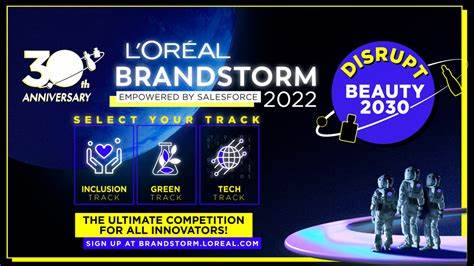 30th
ANNIVERSARY
L'ORÉAL
BRANDSTORM
EMPOWERED BY SALESFORCE 2022
DISRUPT
BEAUTY
2030
SELECT YOUR TRACK
INCLUSION
TRACK
GREEN
TRACK
TECH
TRACK
THE ULTIMATE COMPETITION
FOR ALL INNOVATORS!
SIGN UP AT BRANDSTORM.LOREAL.COM